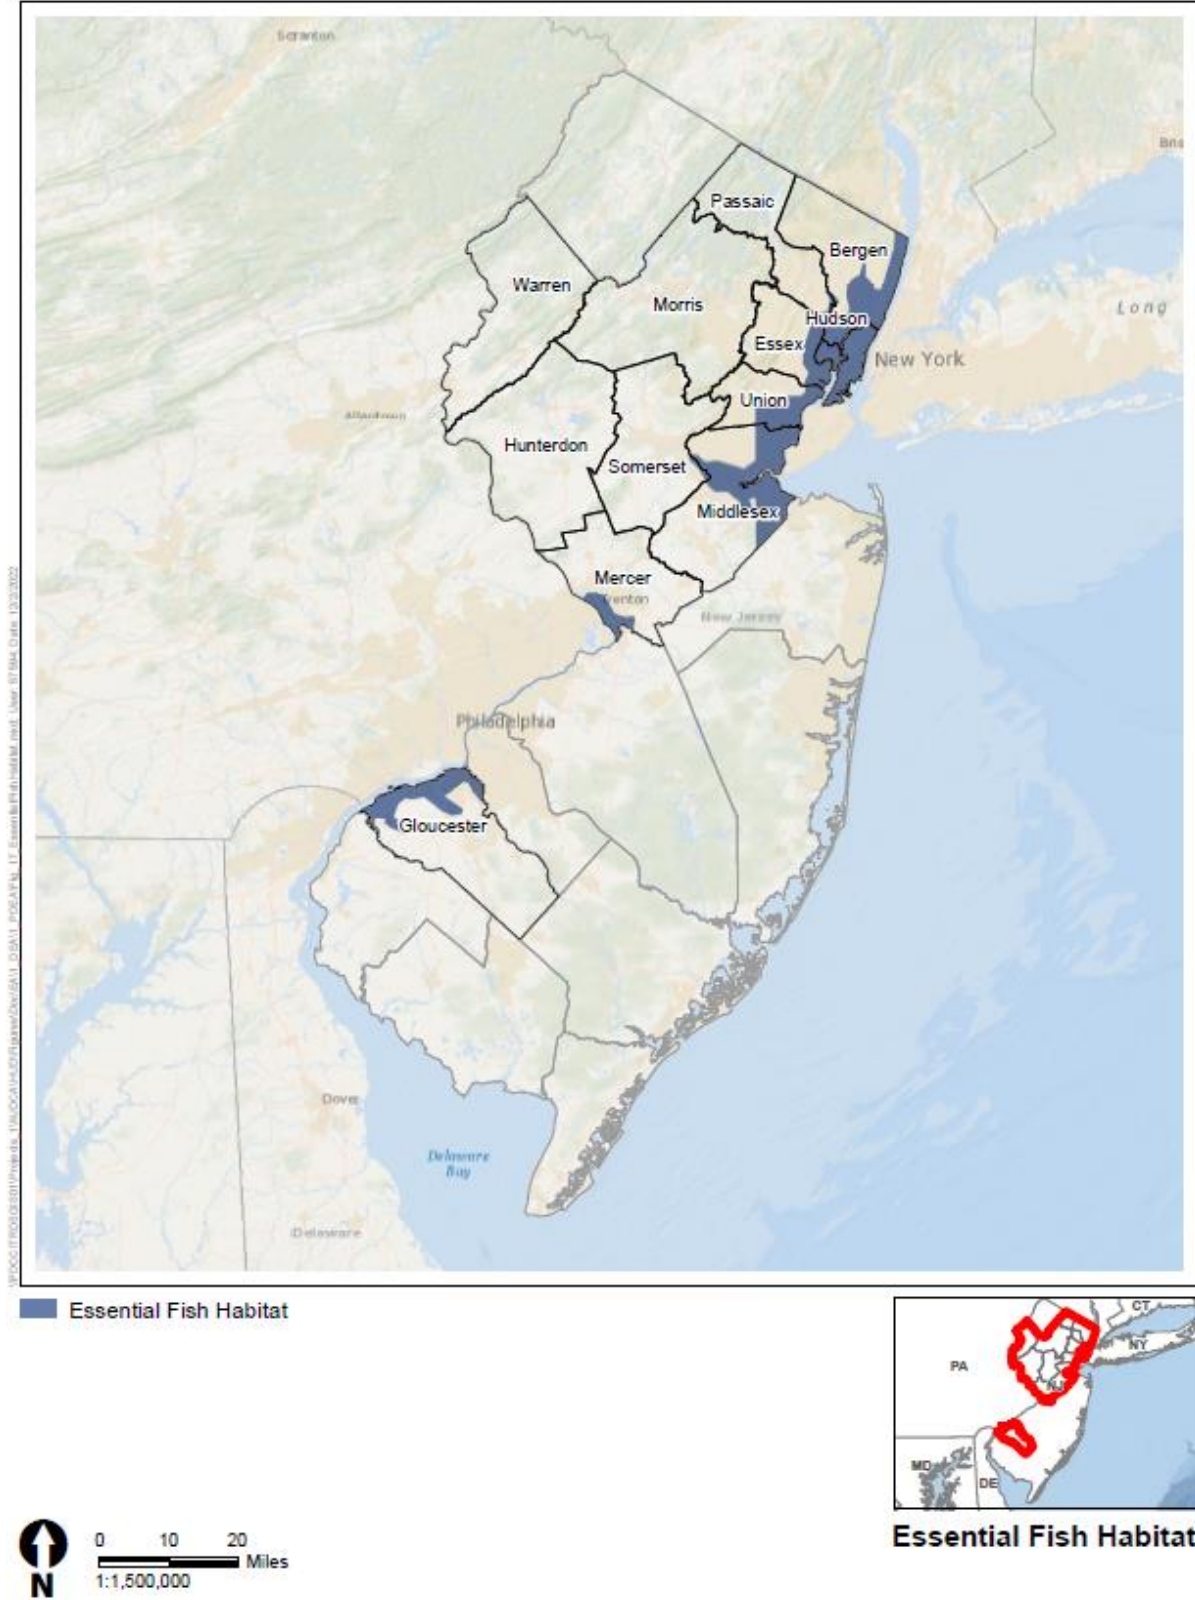 Scranton
Passaic
Bergen
Warren
Morris
Hudson
Long
Essex
New York
Union
Allentown
Hunterdon
Somerset
Middlesex
Mercer
Trenton
New Jersey
Philadelphia
Gloucester
Dover
Delaware
Bay
Delaware
Essential Fish Habitat
CT
NY
PA
NJ
MD
DE
Essential Fish Habitat
0 10 20
Miles
1:1,500,000
N